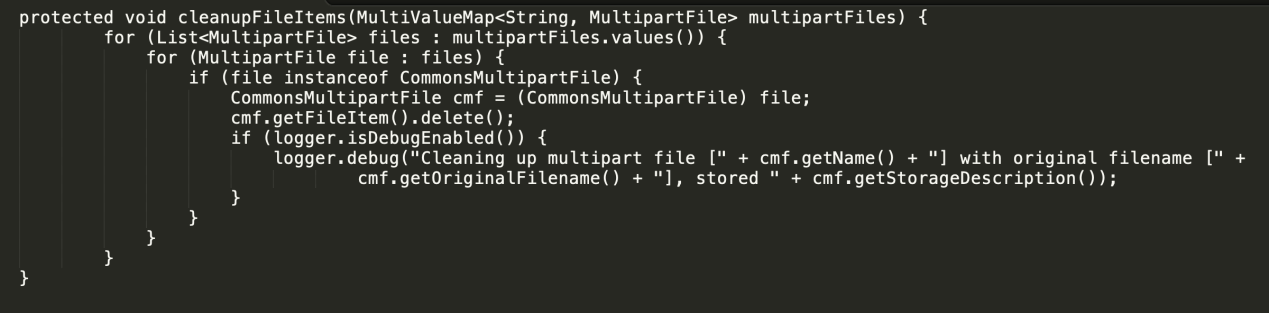 protected void cleanupFileItems(MultiValueMap<String, MultipartFile> multipartFiles) {
        for (List<MultipartFile> files : multipartFiles.values()) {
            for (MultipartFile file : files) {
                if (file instanceof CommonsMultipartFile) {
                    CommonsMultipartFile cmf = (CommonsMultipartFile) file;
                    cmf.getFileItem().delete();
                    if (logger.isDebugEnabled()) {
                        logger.debug("Cleaning up multipart file [" + cmf.getName() + "] with original filename [" +
                                cmf.getOriginalFilename() + "], stored " + cmf.getStorageDescription());
                    }
                }
            }
        }
}